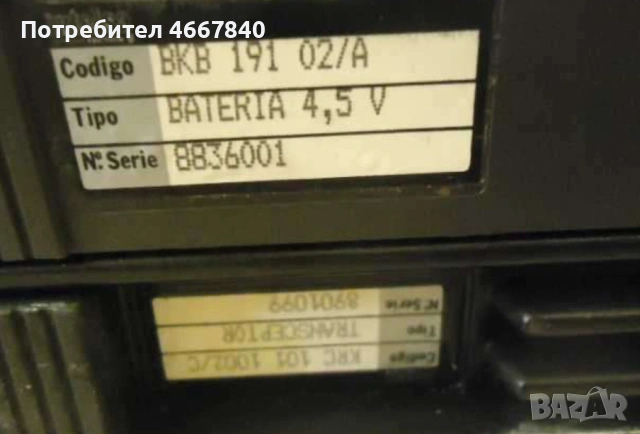 Потребител 4667840
Codigo BKB 191 02/A
Tipo BATERIA 4,5 V
Nº Serie 8836001
Nº Serie 8901099
Tipo TRANSCEPTOR
Codigo KRC 101 1002/C
BAZAR